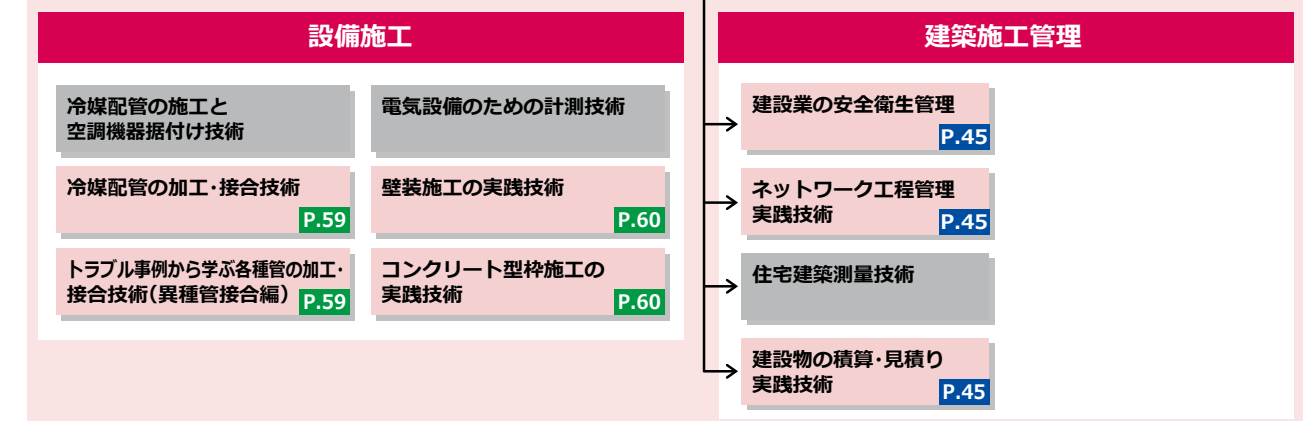 設備施工
冷媒配管の施工と
空調機器据付け技術
電気設備のための計測技術
冷媒配管の加工･接合技術
P.59
壁装施工の実践技術
P.60
トラブル事例から学ぶ各種管の加工･
接合技術(異種管接合編)
P.59
コンクリート型枠施工の
実践技術
P.60
建築施工管理
建設業の安全衛生管理
P.45
ネットワーク工程管理
実践技術
P.45
住宅建築測量技術
建設物の積算･見積り
実践技術
P.45